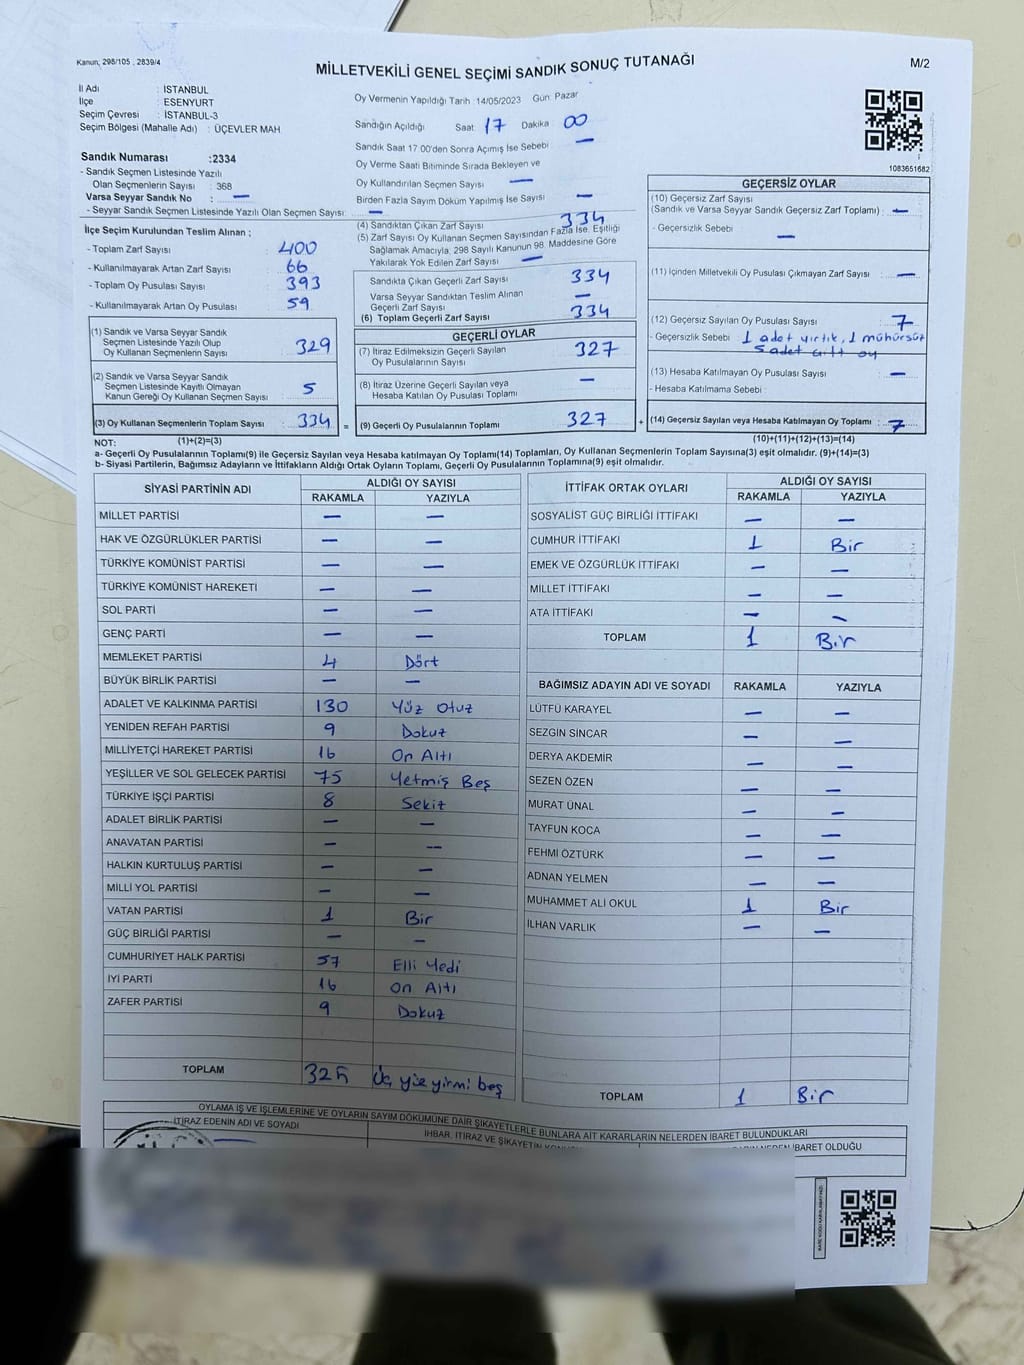 Kanun; 298/105 , 2839/4
MİLLETVEKİLİ GENEL SEÇİMİ SANDIK SONUÇ TUTANAĞI
M/2
İl Adı : İSTANBUL
İlçe : ESENYURT
Seçim Çevresi : İSTANBUL-3
Seçim Bölgesi (Mahalle Adı) : ÜÇEVLER MAH
Oy Vermenin Yapıldığı Tarih :14/05/2023 Gün: Pazar
Sandığın Açıldığı Saat: 17 Dakika: 00
Sandık Saat 17 00'den Sonra Açımış İse Sebebi : —
Oy Verme Saati Bitiminde Sırada Bekleyen ve
Oy Kullandırılan Seçmen Sayısı : —
Birden Fazla Sandık Döküm Yapılmış İse Sayısı : —
1083651682
Sandık Numarası :2334
- Sandık Seçmen Listesinde Yazılı
Olan Seçmenlerin Sayısı : 368
Varsa Seyyar Sandık No : —
- Seyyar Sandık Seçmen Listesinde Yazılı Olan Seçmen Sayısı: —
İlçe Seçim Kurulundan Teslim Alınan ;
- Toplam Zarf Sayısı : 400
- Kullanılmayarak Artan Zarf Sayısı : 66
- Toplam Oy Pusulası Sayısı : 393
- Kullanılmayarak Artan Oy Pusulası : 59
(1) Sandık ve Varsa Seyyar Sandık
Seçmen Listesinde Yazılı Olup
Oy Kullanan Seçmenlerin Sayısı : 329
(2) Sandık ve Varsa Seyyar Sandık
Seçmen Listesinde Kayıtlı Olmayan
Kanun Gereği Oy Kullanan Seçmen Sayısı : 5
(3) Oy Kullanan Seçmenlerin Toplam Sayısı : 334 =
(1)+(2)=(3)
(4) Sandıktan Çıkan Zarf Sayısı : 334
(5) Zarf Sayısı Oy Kullanan Seçmen Sayısından Fazla İse, Eşitliği
Sağlamak Amacıyla, 298 Sayılı Kanunun 98. Maddesine Göre
Yakılarak Yok Edilen Zarf Sayısı : —
Sandıkta Çıkan Geçerli Zarf Sayısı : 334
Varsa Seyyar Sandıktan Teslim Alınan
Geçerli Zarf Sayısı : —
(6) Toplam Geçerli Zarf Sayısı : 334
GEÇERLİ OYLAR
(7) İtiraz Edilmeksizin Geçerli Sayılan
Oy Pusulalarının Sayısı : 327
(8) İtiraz Üzerine Geçerli Sayılan veya
Hesaba Katılan Oy Pusulası Toplamı : —
(9) Geçerli Oy Pusulalarının Toplamı : 327 +
GEÇERSİZ OYLAR
(10) Geçersiz Zarf Sayısı
(Sandık ve Varsa Seyyar Sandık Geçersiz Zarf Toplamı) : —
- Geçersizlik Sebebi : —
(11) İçinden Milletvekili Oy Pusulası Çıkmayan Zarf Sayısı : —
(12) Geçersiz Sayılan Oy Pusulası Sayısı : 7
- Geçersizlik Sebebi : 1 adet yırtık, 1 mühürsüz
5 adet çift oy
(13) Hesaba Katılmayan Oy Pusulası Sayısı : —
- Hesaba Katılmama Sebebi :
(14) Geçersiz Sayılan veya Hesaba Katılmayan Oy Toplamı : 7
(10)+(11)+(12)+(13)=(14)
NOT:
a- Geçerli Oy Pusulalarının Toplamı(9) ile Geçersiz Sayılan veya Hesaba katılmayan Oy Toplamı(14) Toplamları, Oy Kullanan Seçmenlerin Toplam Sayısına(3) eşit olmalıdır. (9)+(14)=(3)
b- Siyasi Partilerin, Bağımsız Adayların ve İttifakların Aldığı Ortak Oyların Toplamı, Geçerli Oy Pusulalarının Toplamına(9) eşit olmalıdır.
SİYASİ PARTİNİN ADI ALDIĞI OY SAYISI
RAKAMLA YAZIYLA
MİLLET PARTİSİ — —
HAK VE ÖZGÜRLÜKLER PARTİSİ — —
TÜRKİYE KOMÜNİST PARTİSİ — —
TÜRKİYE KOMÜNİST HAREKETİ — —
SOL PARTİ — —
GENÇ PARTİ — —
MEMLEKET PARTİSİ 4 Dört
BÜYÜK BİRLİK PARTİSİ — —
ADALET VE KALKINMA PARTİSİ 130 Yüz Otuz
YENİDEN REFAH PARTİSİ 9 Dokuz
MİLLİYETÇİ HAREKET PARTİSİ 16 On Altı
YEŞİLLER VE SOL GELECEK PARTİSİ 75 Yetmiş Beş
TÜRKİYE İŞÇİ PARTİSİ 8 Sekiz
ADALET BİRLİK PARTİSİ — —
ANAVATAN PARTİSİ — —
HALKIN KURTULUŞ PARTİSİ — —
MİLLİ YOL PARTİSİ — —
VATAN PARTİSİ 1 Bir
GÜÇ BİRLİĞİ PARTİSİ — —
CUMHURİYET HALK PARTİSİ 57 Elli Yedi
İYİ PARTİ 16 On Altı
ZAFER PARTİSİ 9 Dokuz
TOPLAM 325 Üç yüz yirmi beş
İTTİFAK ORTAK OYLARI ALDIĞI OY SAYISI
RAKAMLA YAZIYLA
SOSYALİST GÜÇ BİRLİĞİ İTTİFAKI — —
CUMHUR İTTİFAKI 1 Bir
EMEK VE ÖZGÜRLÜK İTTİFAKI — —
MİLLET İTTİFAKI — —
ATA İTTİFAKI — —
TOPLAM 1 Bir
BAĞIMSIZ ADAYIN ADI VE SOYADI RAKAMLA YAZIYLA
LÜTFÜ KARAYEL — —
SEZGİN SİNCAR — —
DERYA AKDEMİR — —
SEZEN ÖZEN — —
MURAT ÜNAL — —
TAYFUN KOCA — —
FEHMİ ÖZTÜRK — —
ADNAN YELMEN — —
MUHAMMET ALİ OKUL 1 Bir
İLHAN VARLIK — —
TOPLAM 1 Bir
OYLAMA İŞ VE İŞLEMLERİNE VE OYLARIN SAYIM DÖKÜMÜNE DAİR ŞİKAYETLERLE BUNLARA AİT KARARLARIN NELERDEN İBARET BULUNDUKLARI
İTİRAZ EDENİN ADI VE SOYADI
İHBAR, İTİRAZ VE ŞİKAYETİN
İBARET OLDUĞU